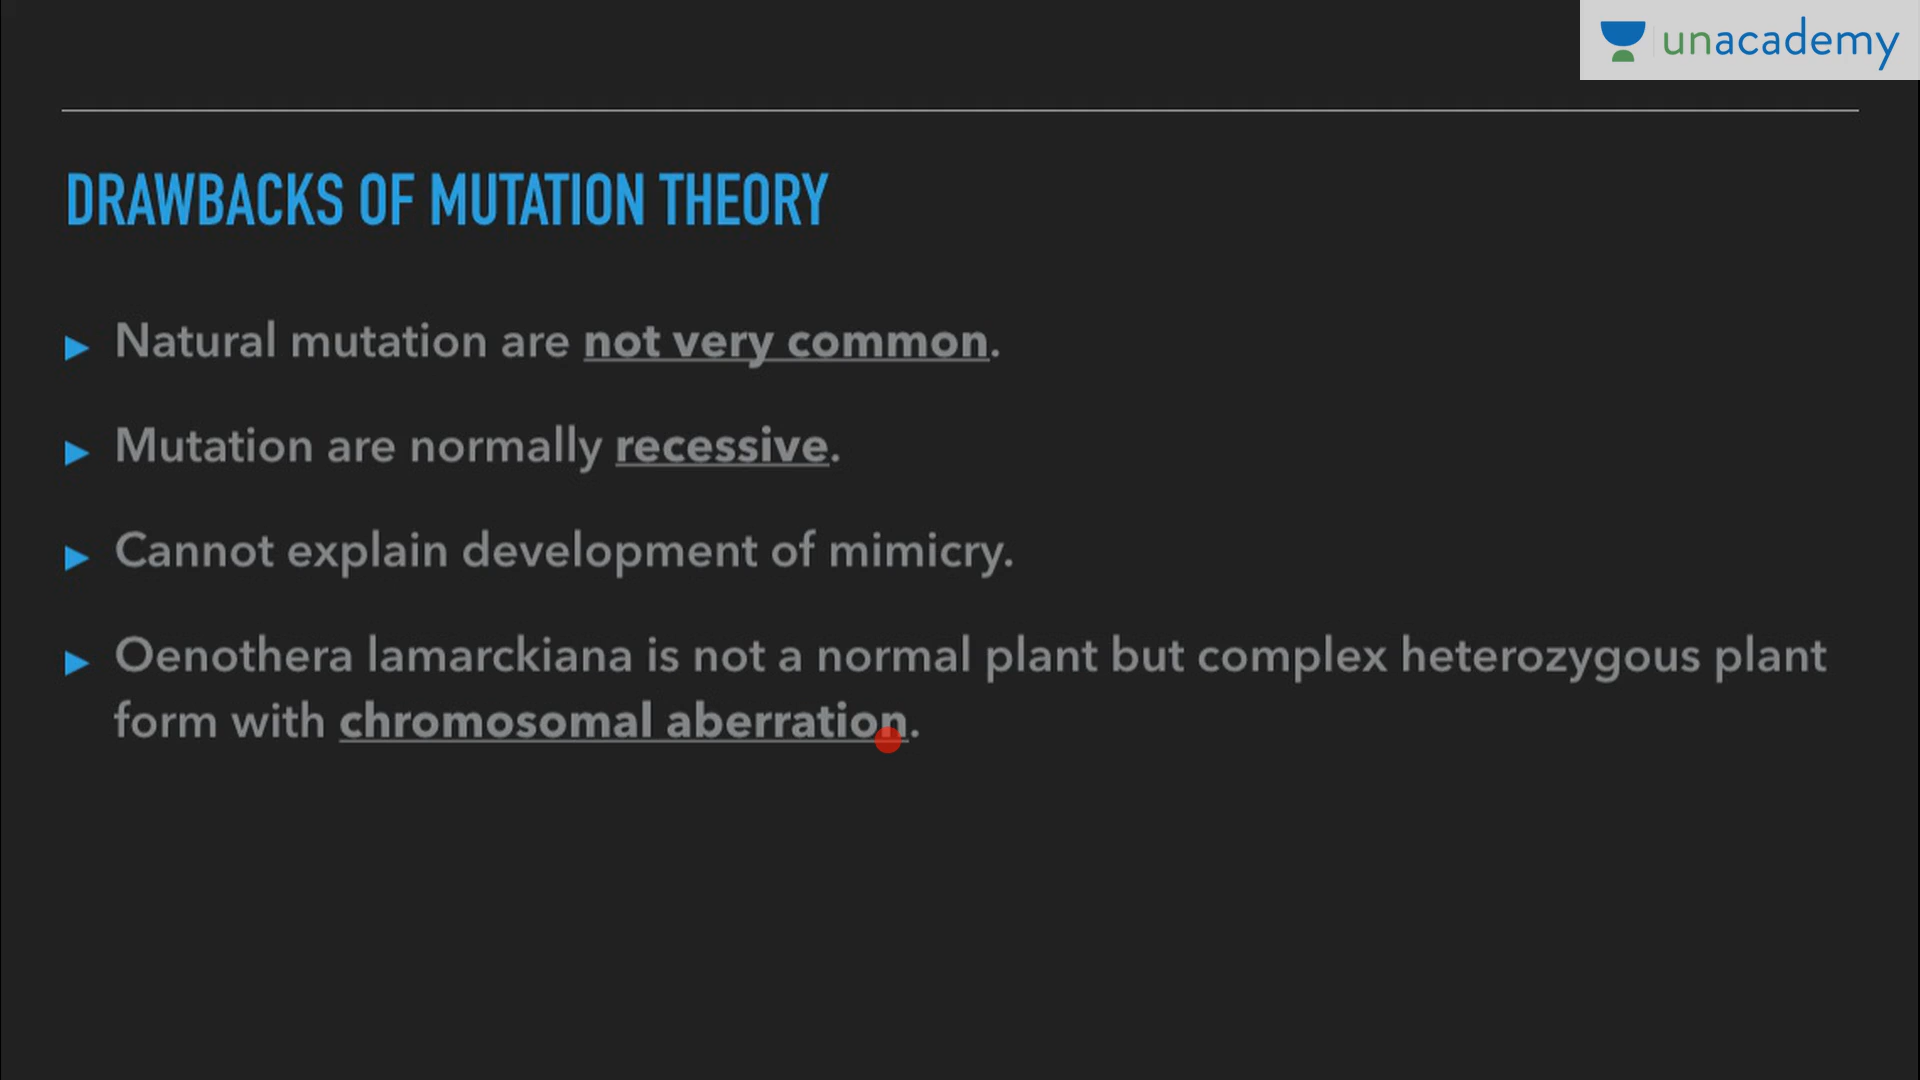 unacademy
DRAWBACKS OF MUTATION THEORY
Natural mutation are not very common.
Mutation are normally recessive.
Cannot explain development of mimicry.
Oenothera lamarckiana is not a normal plant but complex heterozygous plant
form with chromosomal aberration.